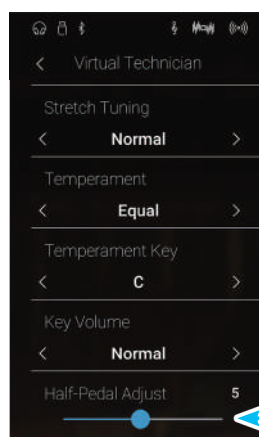 < Virtual Technician
Stretch Tuning
< Normal >
Temperament
< Equal >
Temperament Key
< C >
Key Volume
< Normal >
Half-Pedal Adjust 5